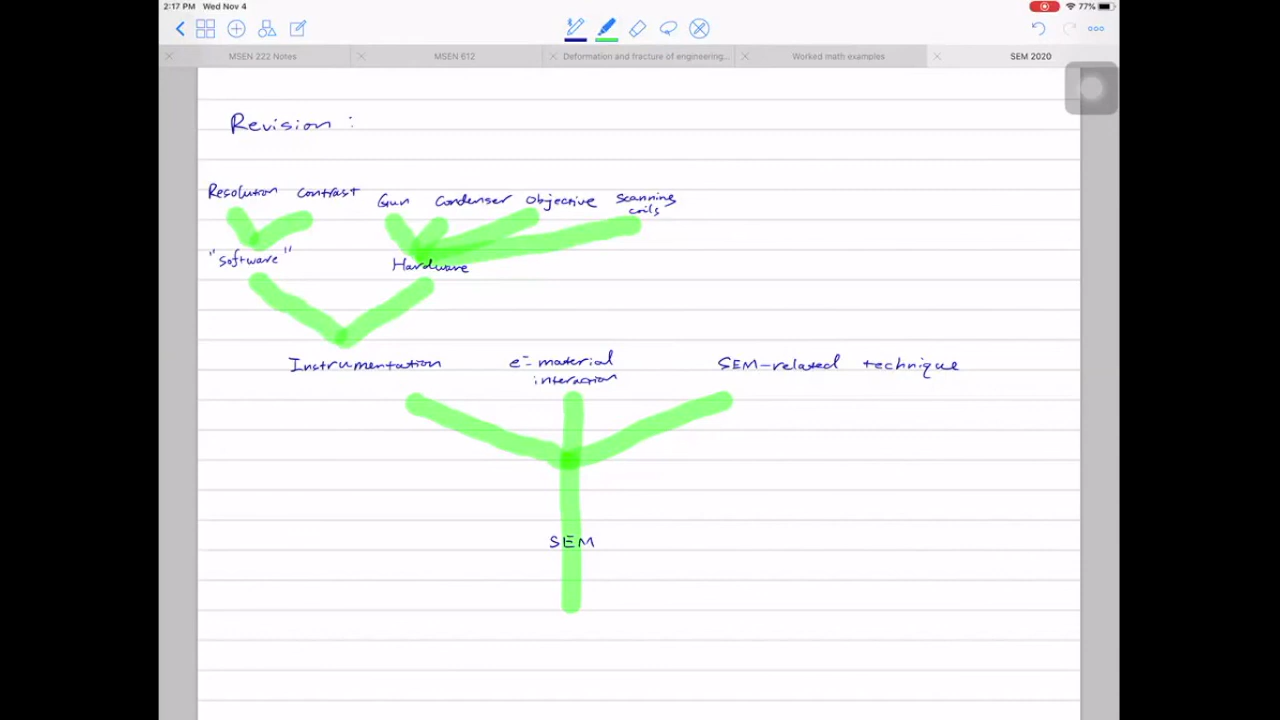 2:17 PM Wed Nov 4
77%
MSEN 222 Notes
MSEN 612
Deformation and fracture of engineering...
Worked math examples
SEM 2020
Revision :
Resolution contrast Gun Condenser Objective scanning
coils
"software" Hardware
Instrumentation e⁻-material SEM-related technique
interaction
SEM